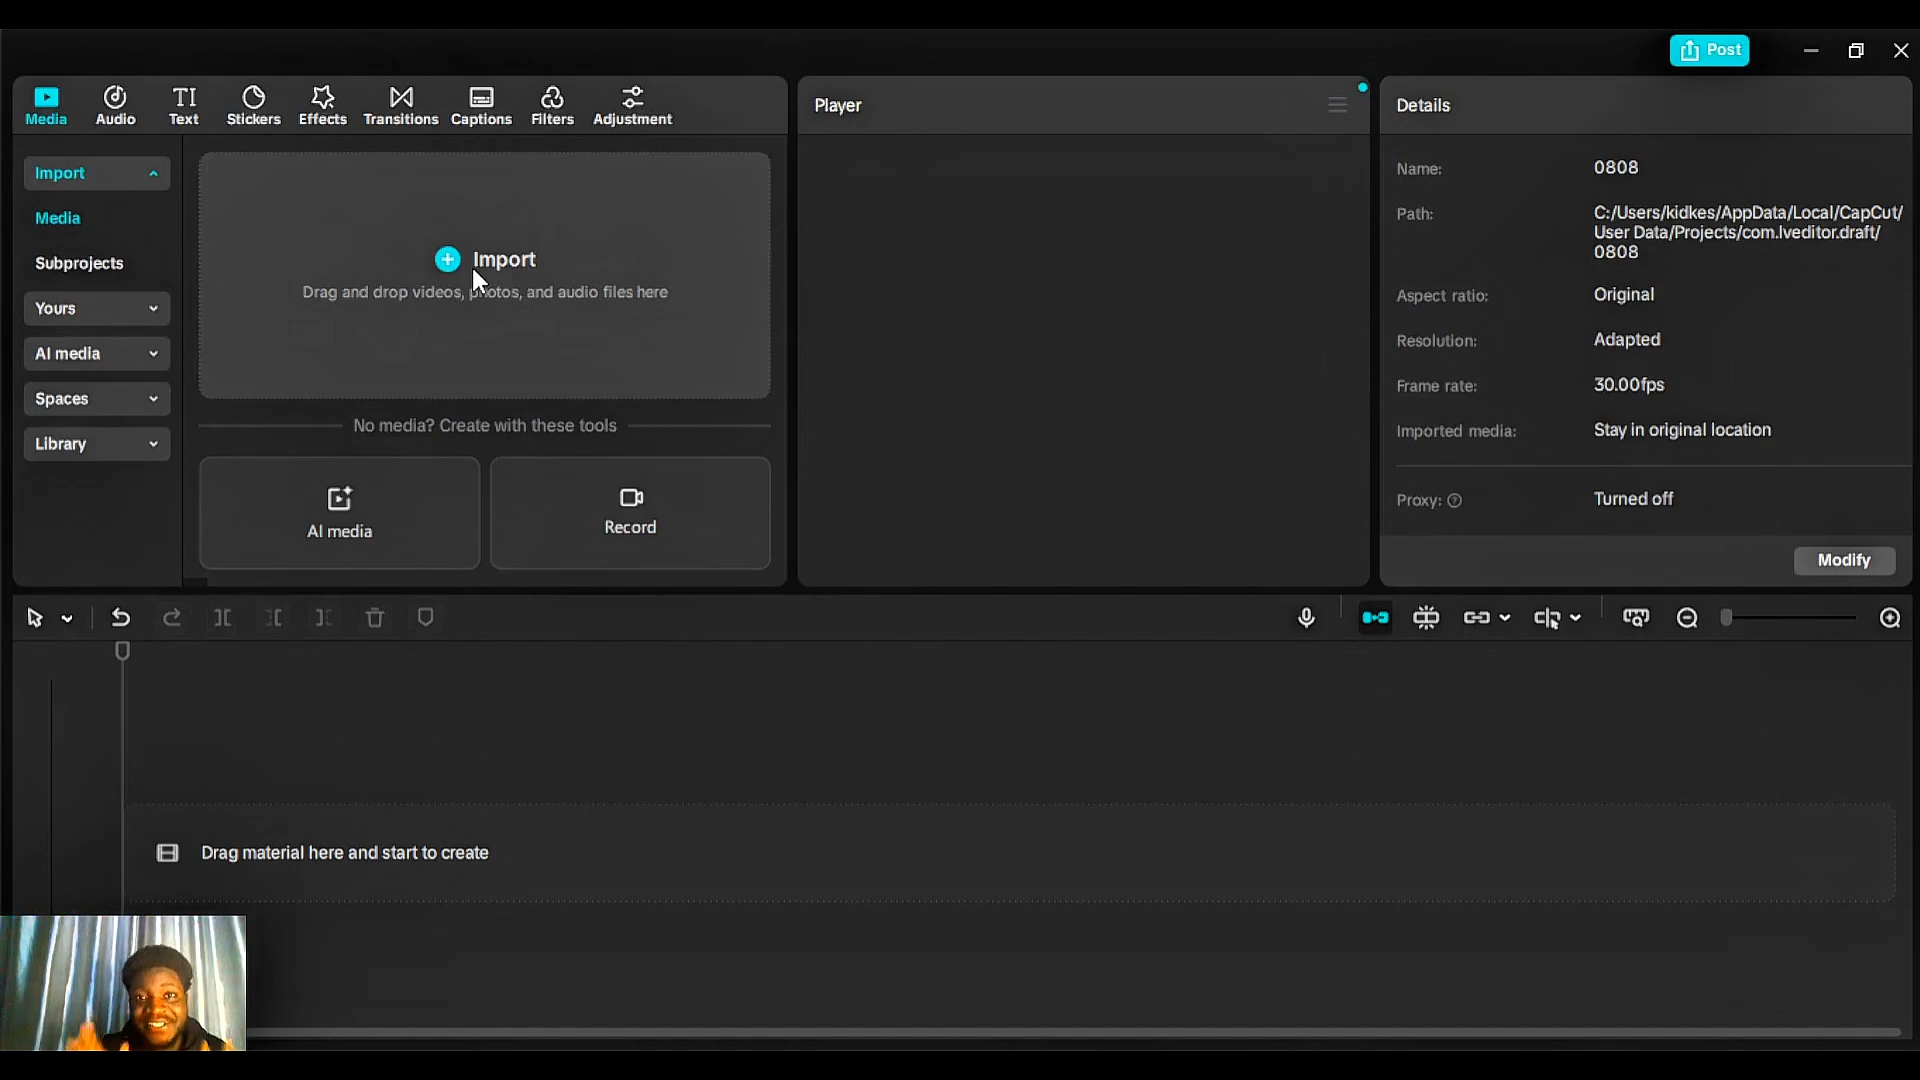 Post
Media
Audio
Text
Stickers
Effects
Transitions
Captions
Filters
Adjustment
Player
Details
Import
Media
Subprojects
Yours
AI media
Spaces
Library
Import
Drag and drop videos, photos, and audio files here
No media? Create with these tools
AI media
Record
Name: 0808
Path: C:/Users/kidkes/AppData/Local/CapCut/
User Data/Projects/com.lveditor.draft/
0808
Aspect ratio: Original
Resolution: Adapted
Frame rate: 30.00fps
Imported media: Stay in original location
Proxy: Turned off
Modify
Drag material here and start to create